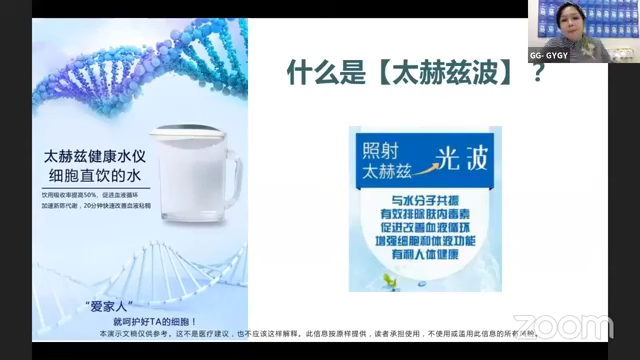 GG- GYGY
什么是【太赫兹波】？
太赫兹健康水仪
细胞直饮的水
饮用吸收率提高50%、促进血液循环
加速新陈代谢，20分钟快速改善血液粘稠
照射
太赫兹
光波
与水分子共振
有效排除肤内毒素
促进改善血液循环
增强细胞和体液功能
有利人体健康
“爱家人”
就呵护好TA的细胞！
本演示文稿仅供参考。这不是医疗建议，也不应该这样解释。此信息按原样提供，读者承担使用，不使用或滥用此信息的所有风险。
zoom